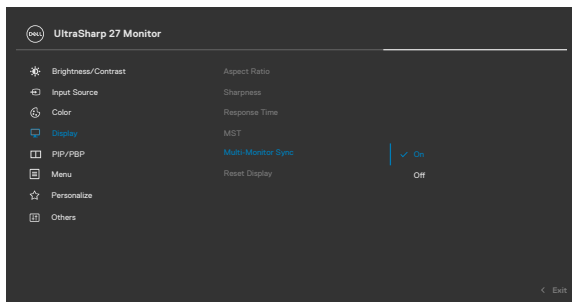 DELL UltraSharp 27 Monitor
Brightness/Contrast
Input Source
Color
Display
PIP/PBP
Menu
Personalize
Others
Aspect Ratio
Sharpness
Response Time
MST
Multi-Monitor Sync
Reset Display
On
Off
Exit